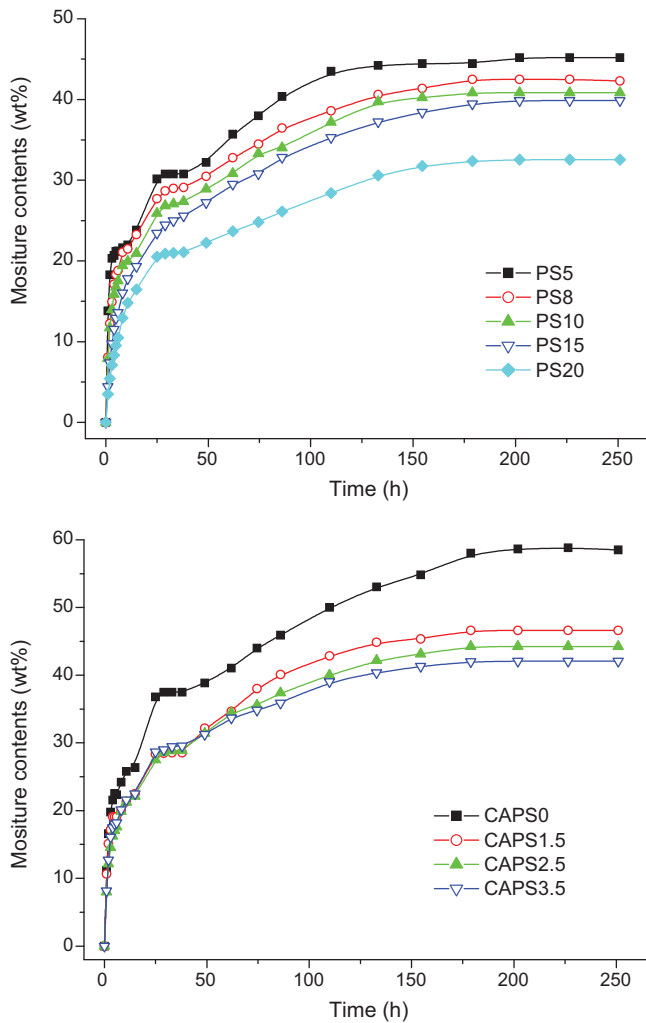 50
40
30
20
10
0
Mositure contents (wt%)
PS5
PS8
PS10
PS15
PS20
0 50 100 150 200 250
Time (h)
60
50
40
30
20
10
0
Mositure contents (wt%)
CAPS0
CAPS1.5
CAPS2.5
CAPS3.5
0 50 100 150 200 250
Time (h)